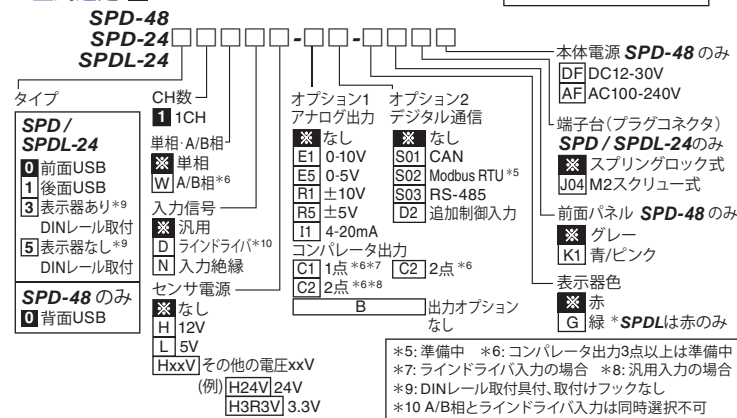 SPD-48
SPD-24□□□□□-□□-□□□□
SPDL-24
タイプ
SPD/
SPDL-24
0 前面USB
1 後面USB
3 表示器あり*9
DINレール取付
5 表示器なし*9
DINレール取付
SPD-48 のみ
0 背面USB
CH数
1 1CH
単相・A/B相
※ 単相
W A/B相*6
入力信号
※ 汎用
D ラインドライバ*10
N 入力絶縁
センサ電源
※ なし
H 12V
L 5V
HxxV その他の電圧xxV
(例) H24V 24V
H3R3V 3.3V
オプション1
アナログ出力
※ なし
E1 0-10V
E5 0-5V
R1 ±10V
R5 ±5V
I1 4-20mA
コンパレータ出力
C1 1点*6*7
C2 2点*6*8
オプション2
デジタル通信
※ なし
S01 CAN
S02 Modbus RTU*5
S03 RS-485
D2 追加制御入力
C2 2点*6
B 出力オプション
なし
本体電源 SPD-48 のみ
DF DC12-30V
AF AC100-240V
端子台(プラグコネクタ)
SPD / SPDL-24のみ
※ スプリングロック式
J04 M2スクリュー式
前面パネル SPD-48 のみ
※ グレー
K1 青/ピンク
表示器色
※ 赤
G 緑 *SPDLは赤のみ
*5: 準備中 *6: コンパレータ出力3点以上は準備中
*7: ラインドライバ入力の場合 *8: 汎用入力の場合
*9: DINレール取付具付、取付けフックなし
*10 A/B相とラインドライバ入力は同時選択不可